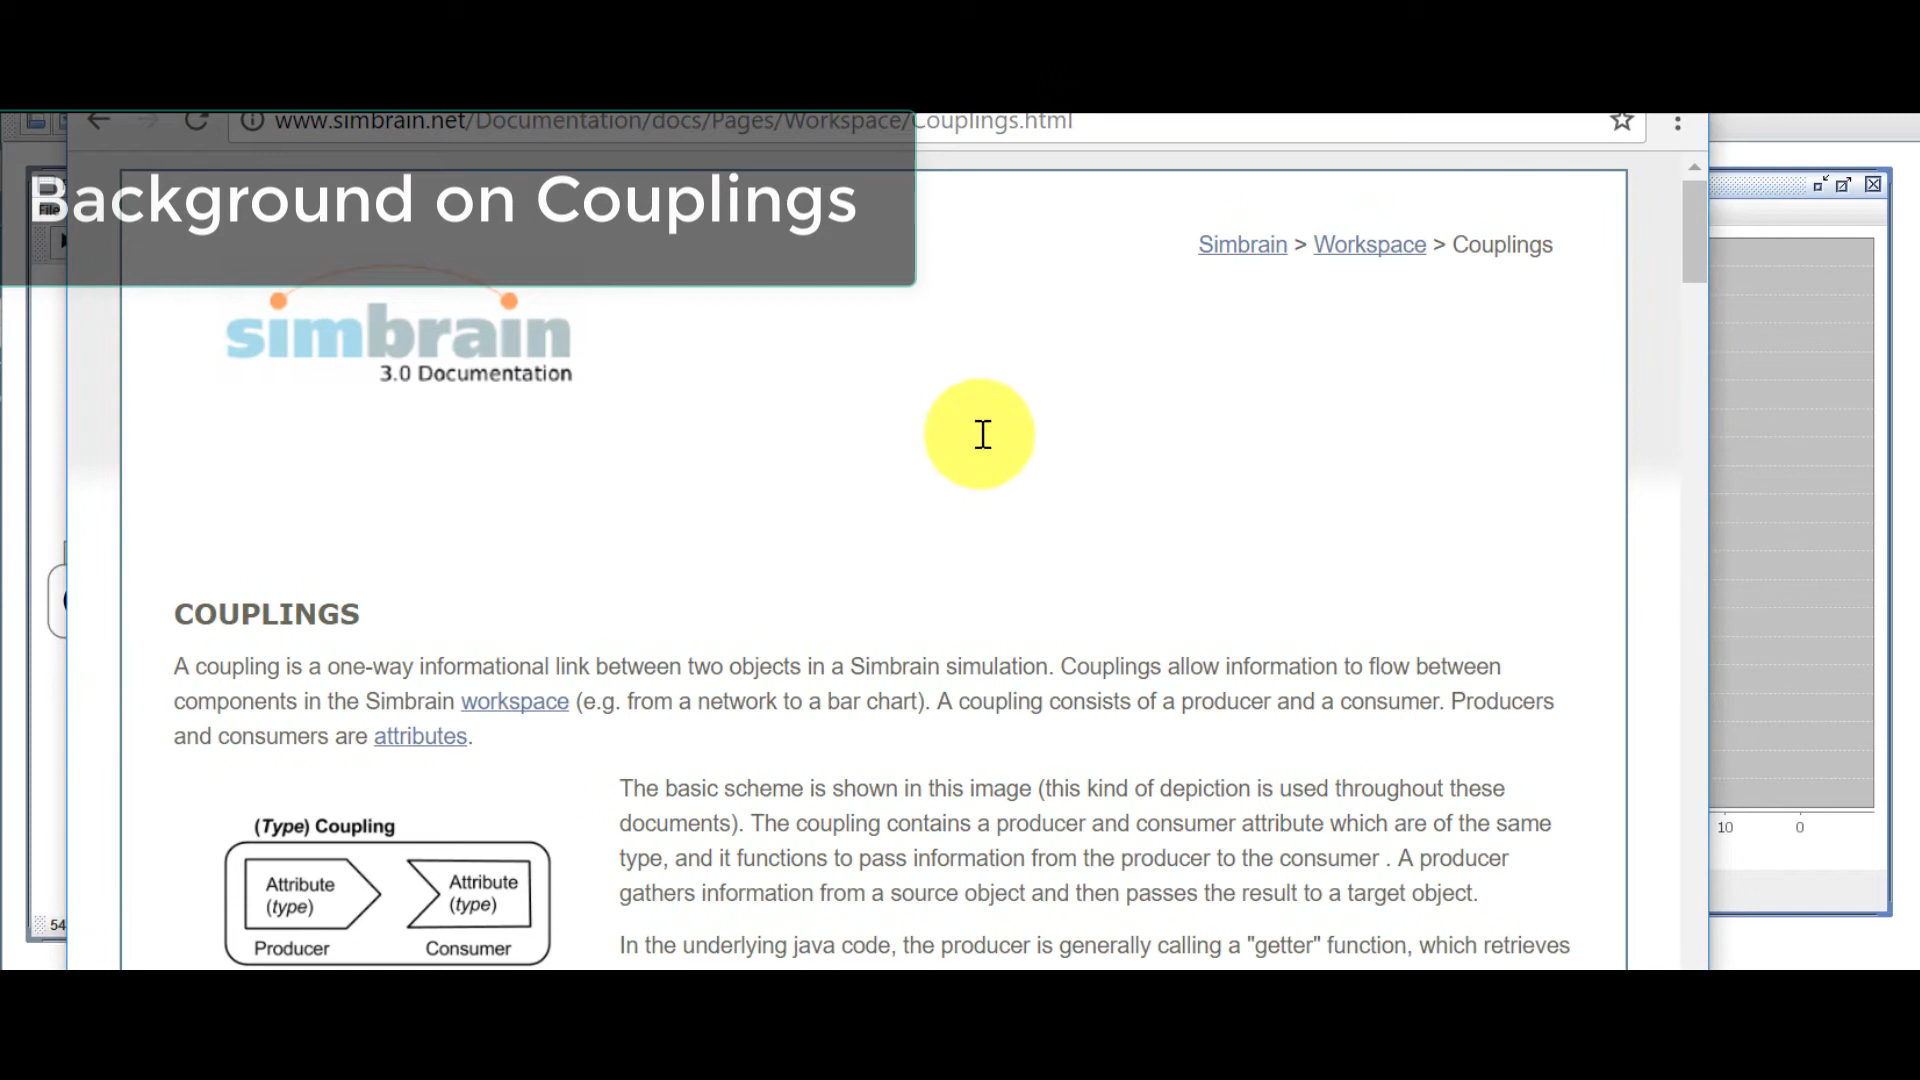 www.simbrain.net/Documentation/docs/Pages/Workspace/Couplings.html
Background on Couplings
File
Simbrain > Workspace > Couplings
simbrain
3.0 Documentation
COUPLINGS
A coupling is a one-way informational link between two objects in a Simbrain simulation. Couplings allow information to flow between
components in the Simbrain workspace (e.g. from a network to a bar chart). A coupling consists of a producer and a consumer. Producers
and consumers are attributes.
The basic scheme is shown in this image (this kind of depiction is used throughout these
documents). The coupling contains a producer and consumer attribute which are of the same
type, and it functions to pass information from the producer to the consumer . A producer
gathers information from a source object and then passes the result to a target object.
In the underlying java code, the producer is generally calling a "getter" function, which retrieves
(Type) Coupling
Attribute
(type)
Attribute
(type)
Producer
Consumer
10
0
54